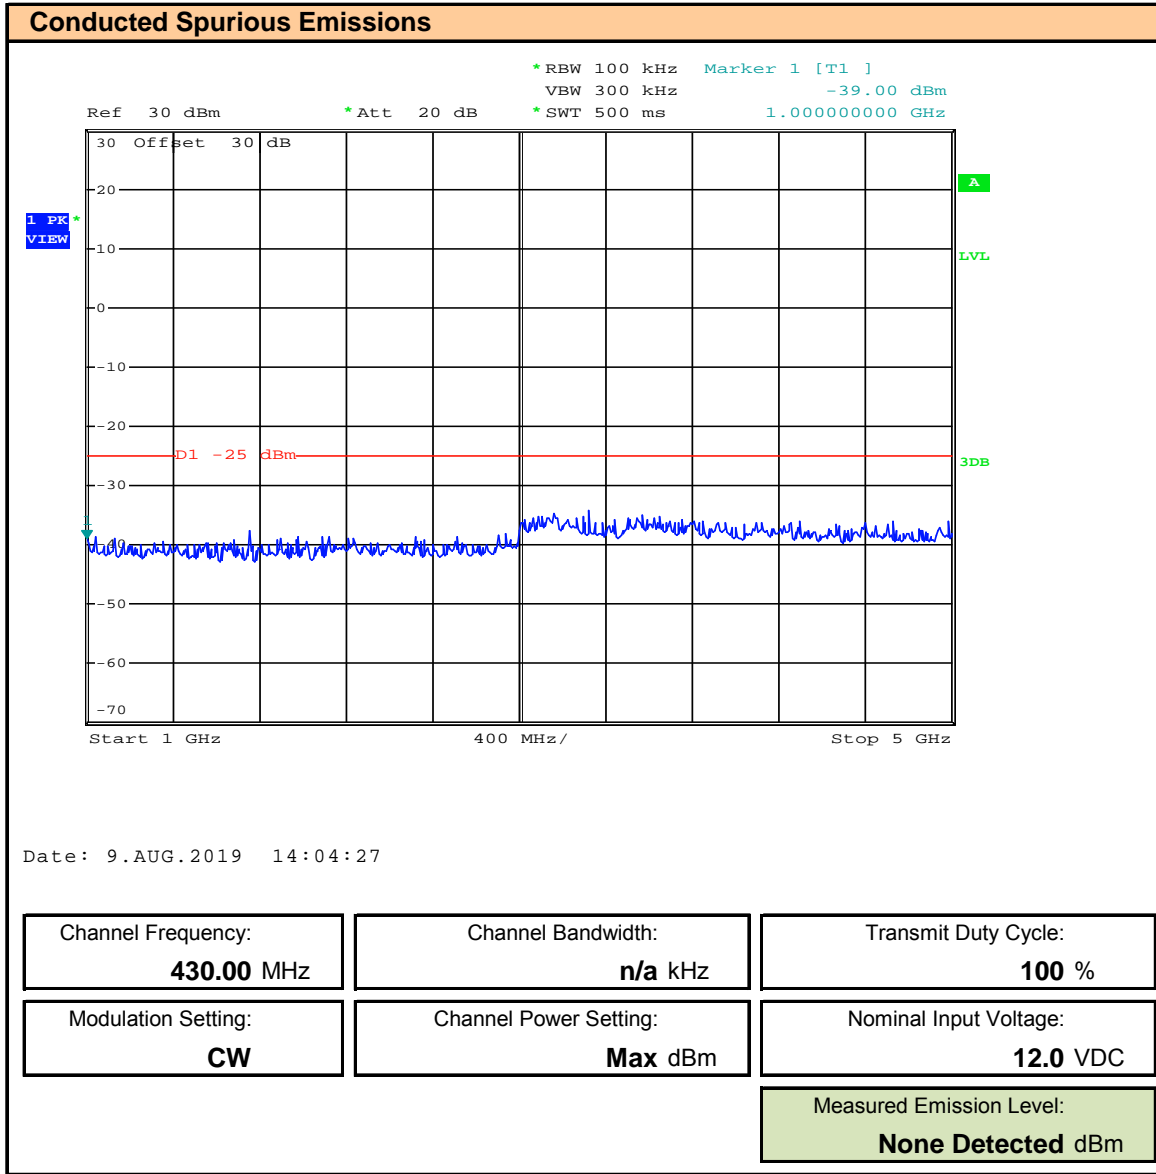 Conducted Spurious Emissions
*RBW 100 kHz Marker 1 [T1 ]
VBW 300 kHz -39.00 dBm
Ref 30 dBm *Att 20 dB *SWT 500 ms 1.000000000 GHz
30 Offset 30 dB
20
A
1 PK *
VIEW
10
LVL
0
-10
-20
D1 -25 dBm
3DB
-30
1
-40
-50
-60
-70
Start 1 GHz 400 MHz/ Stop 5 GHz
Date: 9.AUG.2019 14:04:27
Channel Frequency: Channel Bandwidth: Transmit Duty Cycle:
430.00 MHz n/a kHz 100 %
Modulation Setting: Channel Power Setting: Nominal Input Voltage:
CW Max dBm 12.0 VDC
Measured Emission Level:
None Detected dBm